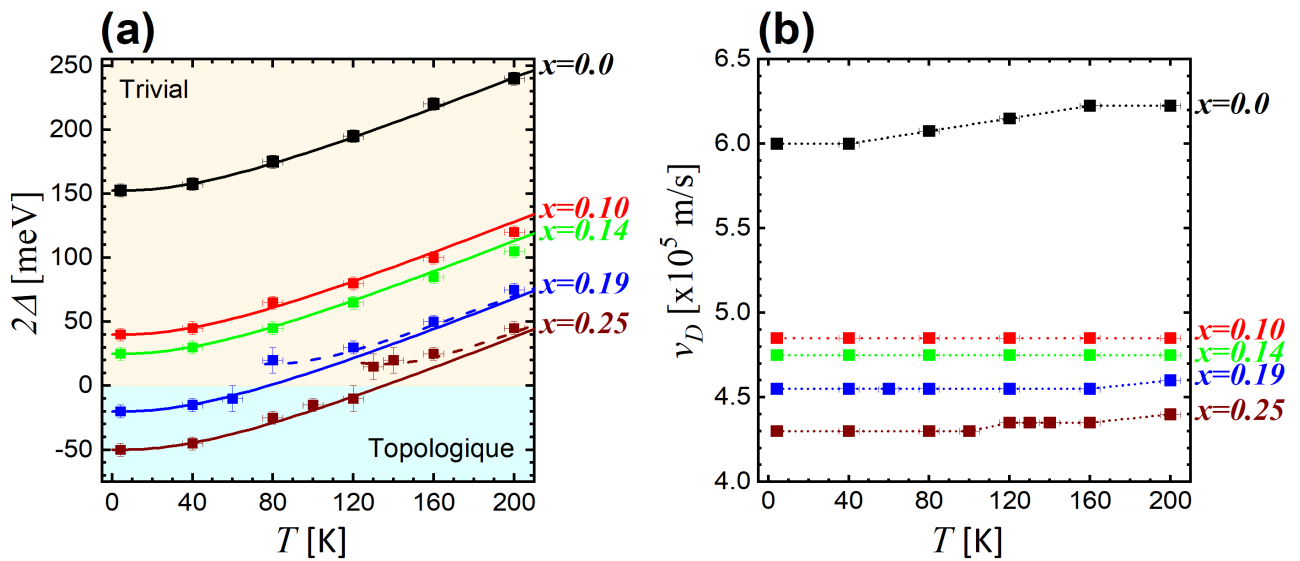 (a)
250
200
150
100
50
0
-50
2Δ [meV]
Trivial
Topologique
x=0.0
x=0.10
x=0.14
x=0.19
x=0.25
0 40 80 120 160 200
T [K]
(b)
6.5
6.0
5.5
5.0
4.5
4.0
v_D [x10⁵ m/s]
x=0.0
x=0.10
x=0.14
x=0.19
x=0.25
0 40 80 120 160 200
T [K]